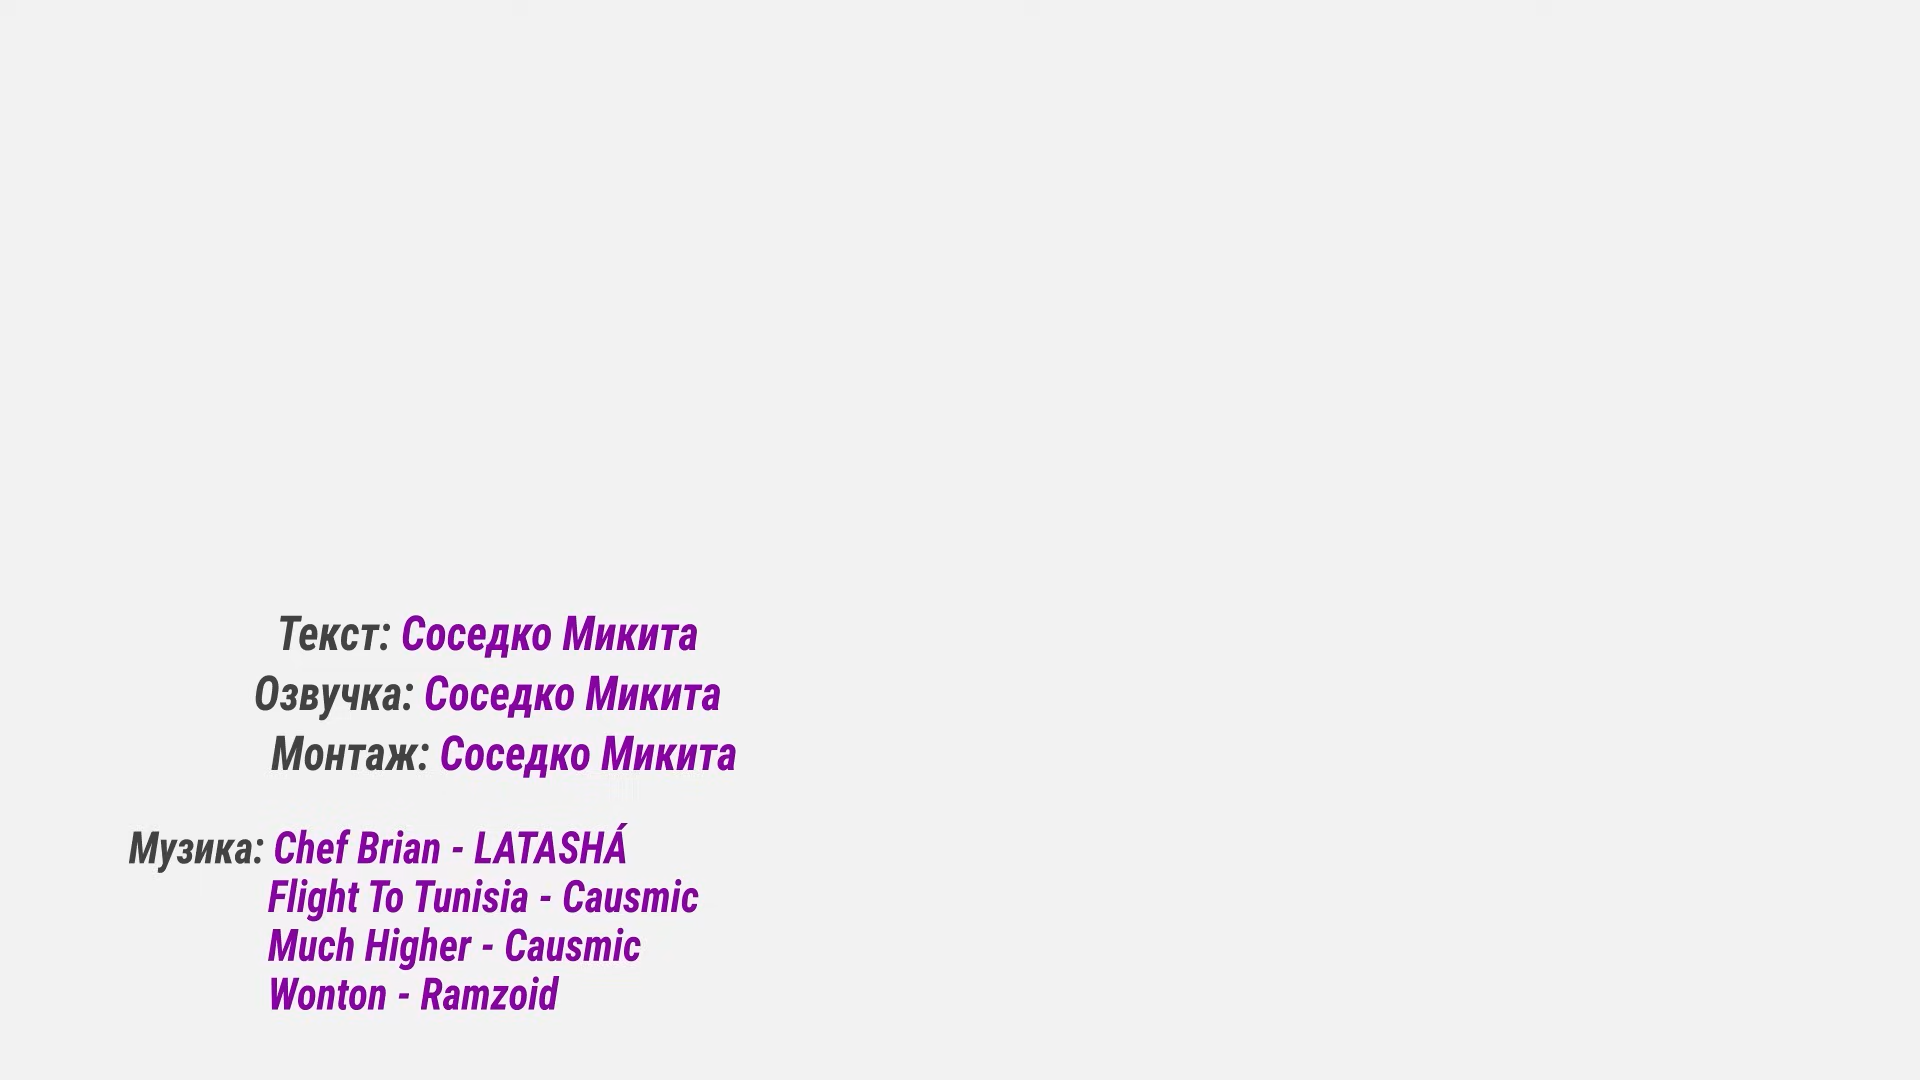 Текст: Соседко Микита
Озвучка: Соседко Микита
Монтаж: Соседко Микита
Музика: Chef Brian - LATASHÁ
Flight To Tunisia - Causmic
Much Higher - Causmic
Wonton - Ramzoid